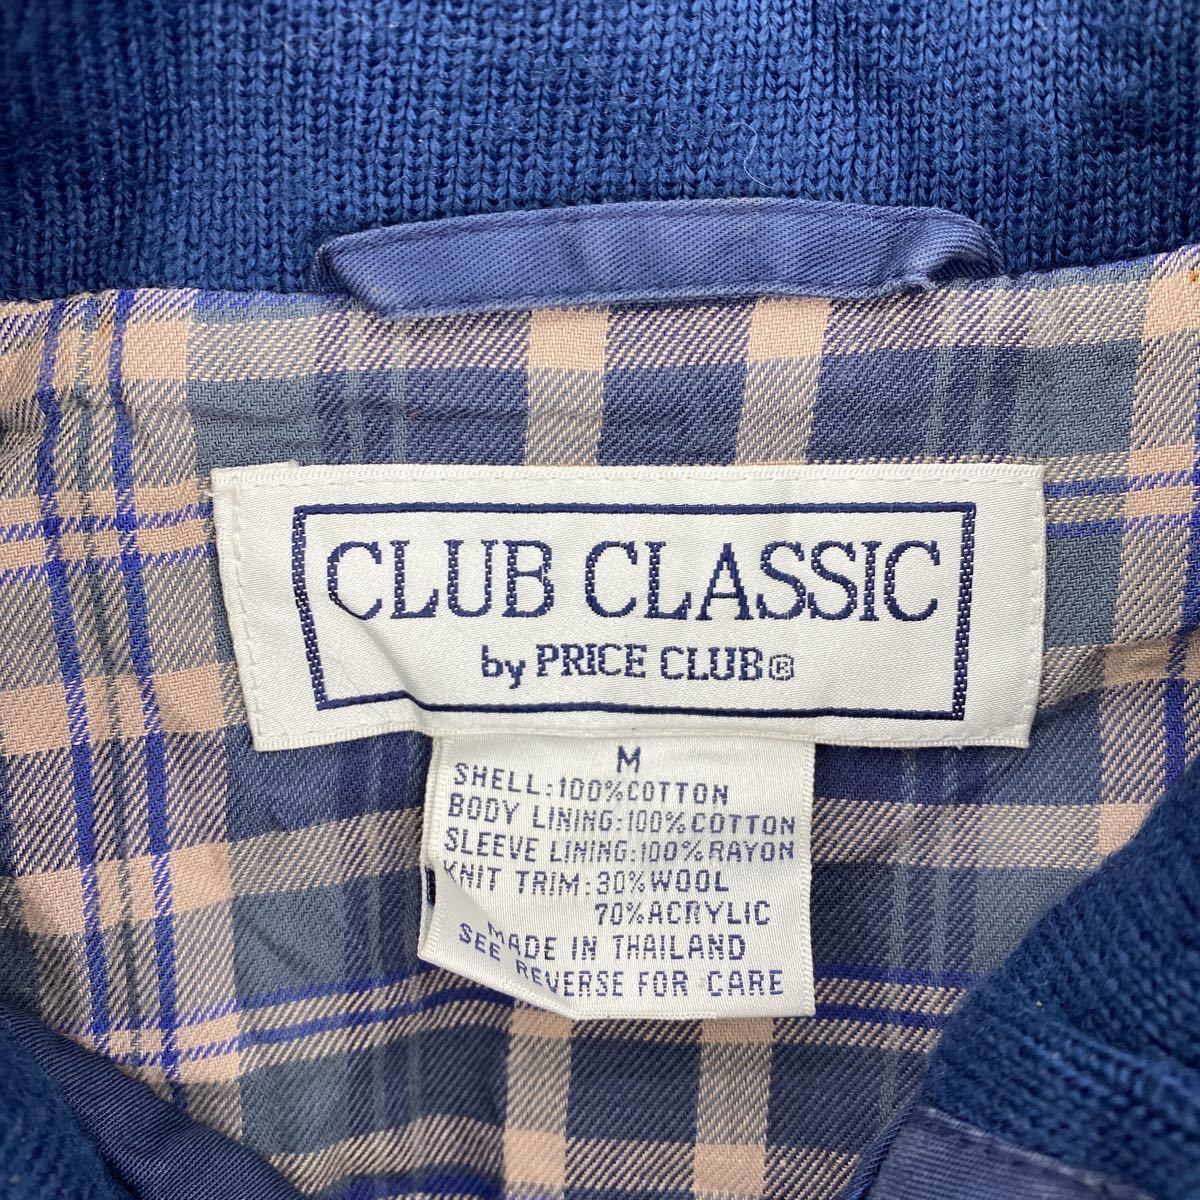 CLUB CLASSIC
by PRICE CLUB®
M
SHELL:100%COTTON
BODY LINING:100%COTTON
SLEEVE LINING:100%RAYON
KNIT TRIM:30%WOOL
70%ACRYLIC
MADE IN THAILAND
SEE REVERSE FOR CARE